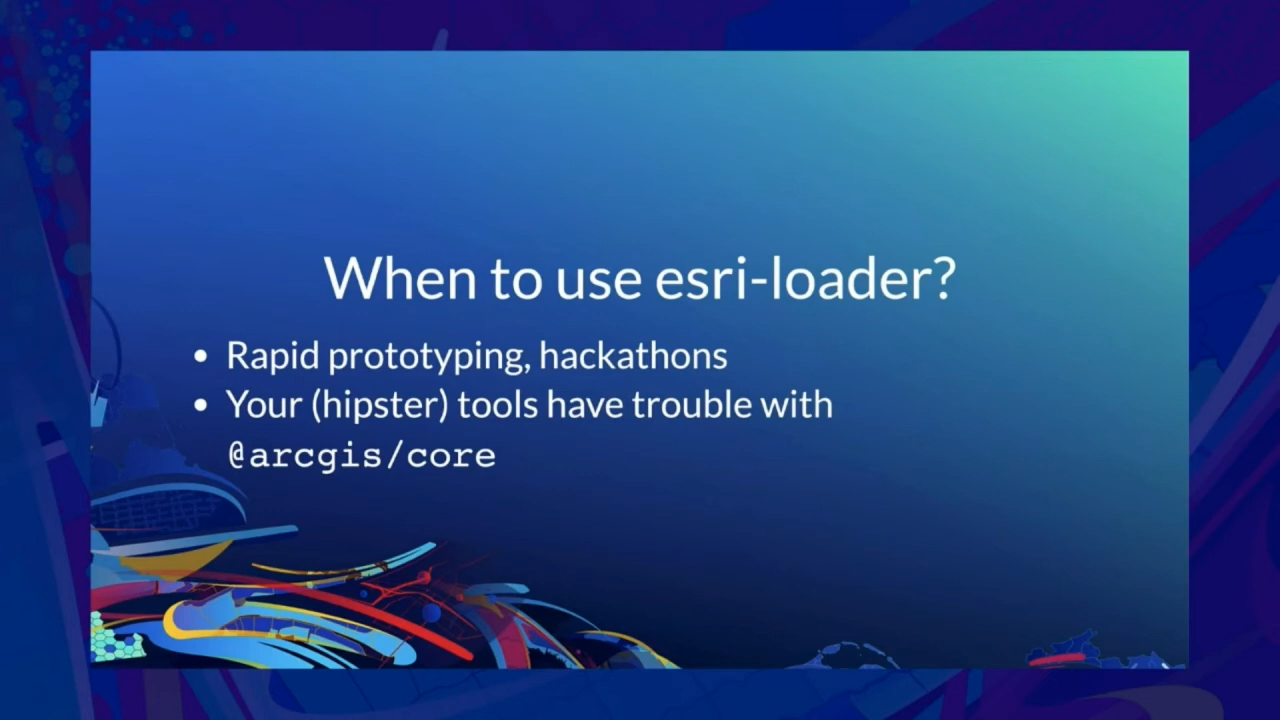 When to use esri-loader?
• Rapid prototyping, hackathons
• Your (hipster) tools have trouble with
@arcgis/core